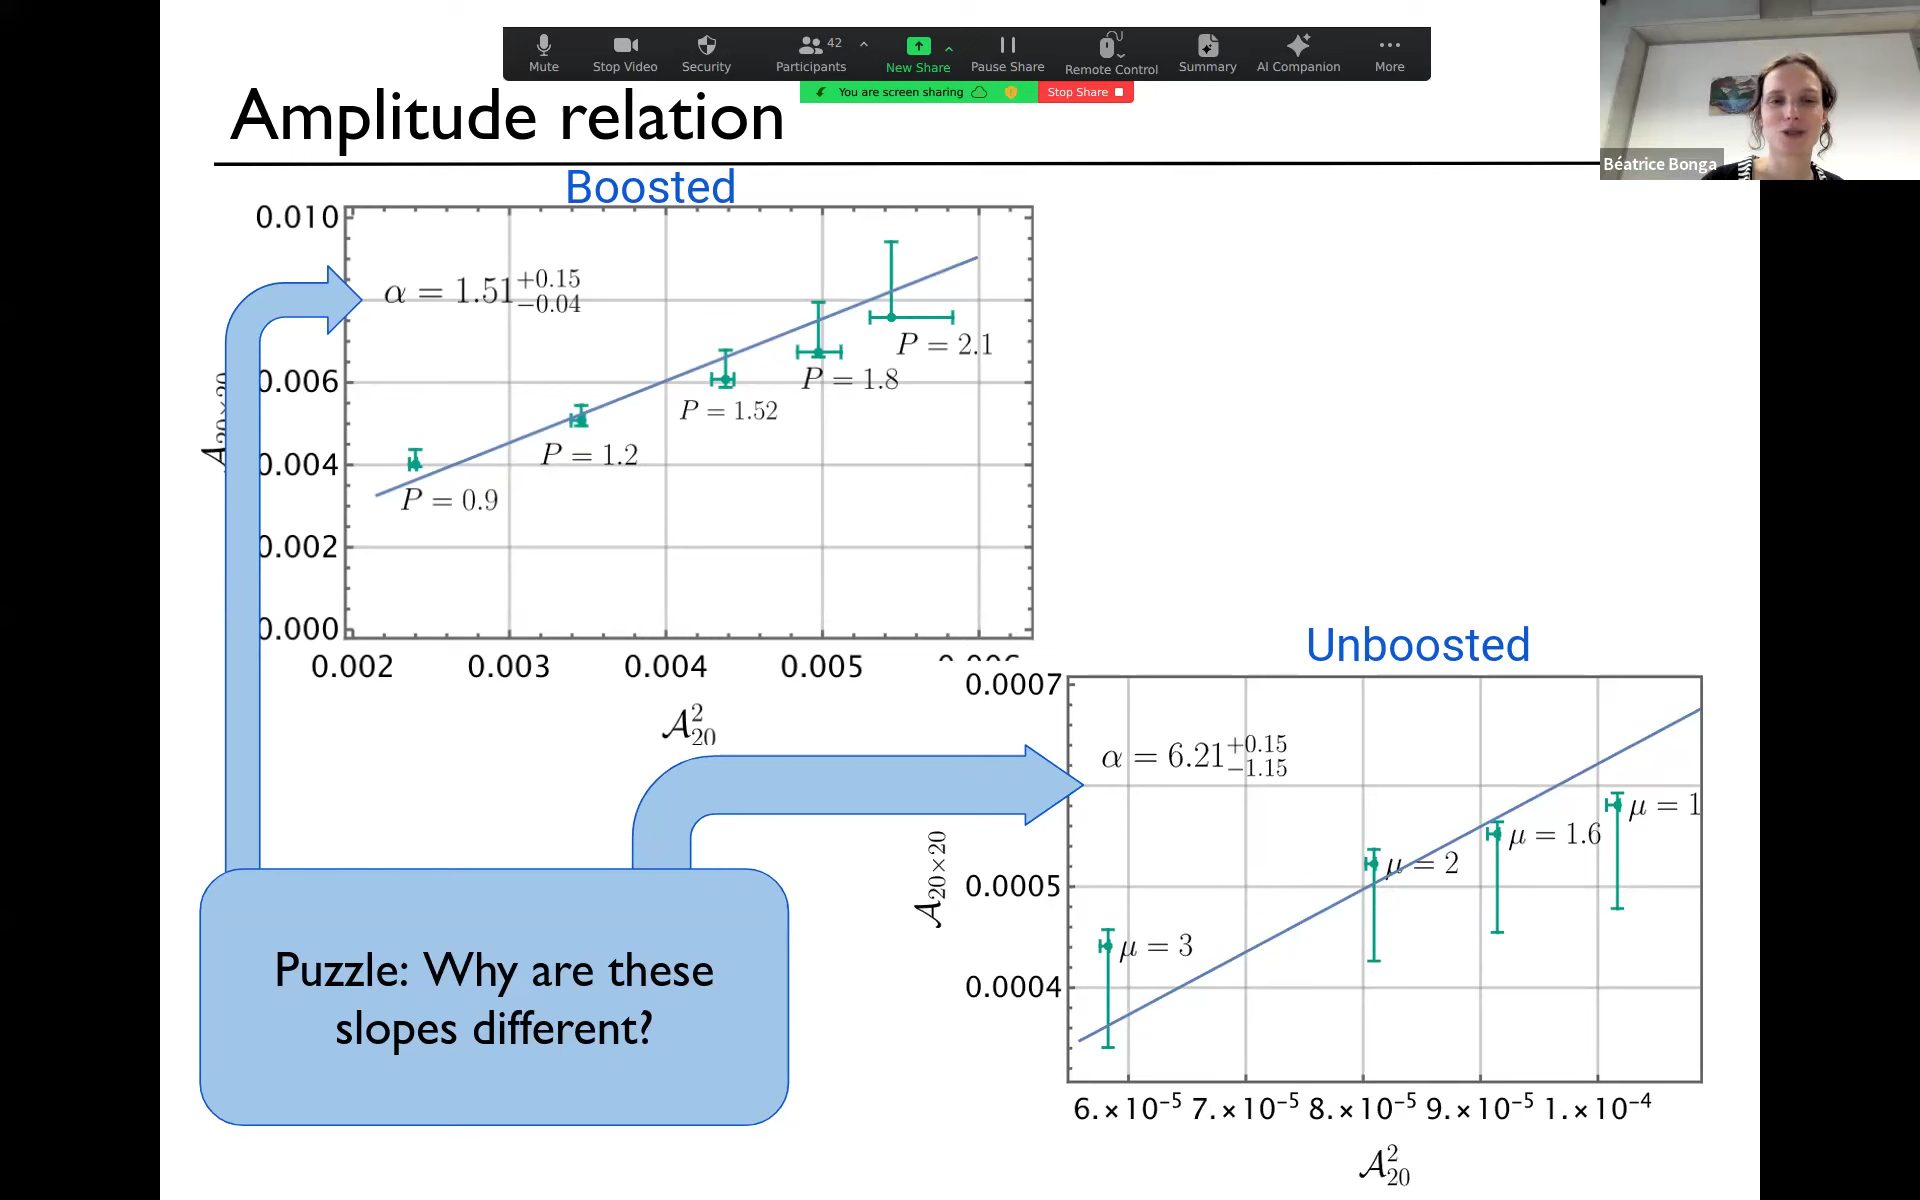 Mute
Stop Video
Security
Participants
42
New Share
Pause Share
Remote Control
Summary
AI Companion
More
You are screen sharing
Stop Share
Béatrice Bonga
Amplitude relation
Boosted
0.010
α = 1.51 +0.15 −0.04
P = 2.1
0.006
P = 1.8
P = 1.52
P = 1.2
0.004
P = 0.9
0.002
0.000
0.002 0.003 0.004 0.005
𝒜²₂₀
Unboosted
0.0007
α = 6.21 +0.15 −1.15
μ = 1
μ = 1.6
μ = 2
0.0005
μ = 3
0.0004
𝒜₂₀ₓ₂₀
6.×10⁻⁵ 7.×10⁻⁵ 8.×10⁻⁵ 9.×10⁻⁵ 1.×10⁻⁴
𝒜²₂₀
Puzzle: Why are these
slopes different?